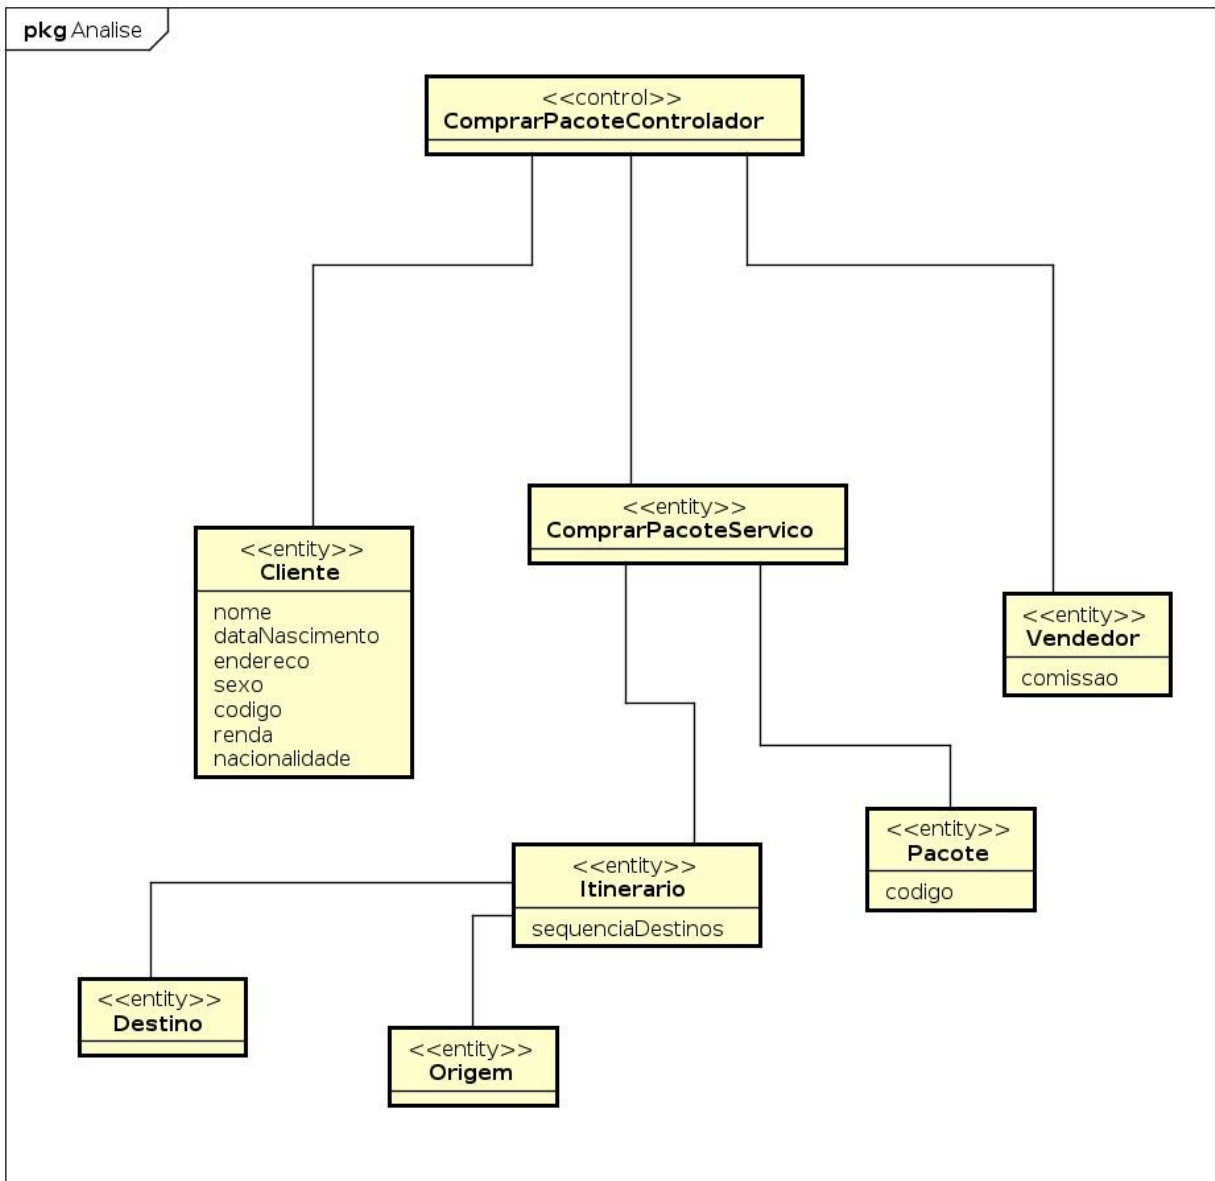 pkg Analise
<<control>>
ComprarPacoteControlador
<<entity>>
ComprarPacoteServico
<<entity>>
Cliente
nome
dataNascimento
endereco
sexo
codigo
renda
nacionalidade
<<entity>>
Vendedor
comissao
<<entity>>
Pacote
codigo
<<entity>>
Itinerario
sequenciaDestinos
<<entity>>
Destino
<<entity>>
Origem